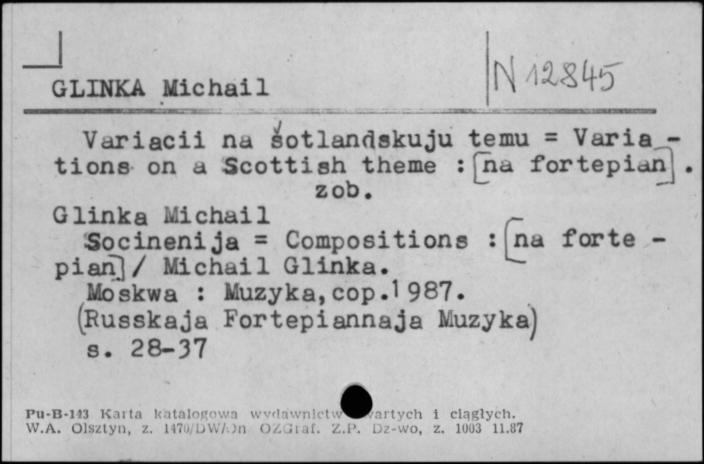 GLINKA Michail
N 12845
Variacii na šotlandskuju temu = Varia -
tions on a Scottish theme : [na fortepian] .
zob.
Glinka Michail
Socinenija = Compositions : [na forte -
pian] / Michail Glinka.
Moskwa : Muzyka, cop.1987.
(Russkaja Fortepiannaja Muzyka)
s. 28-37
Pu-B-143 Karta katalogowa wydawnictw wartych i ciągłych.
W.A. Olsztyn, z. 1470/DW/Dn OZGraf. Z.P. Dz-wo, z. 1003 11.87